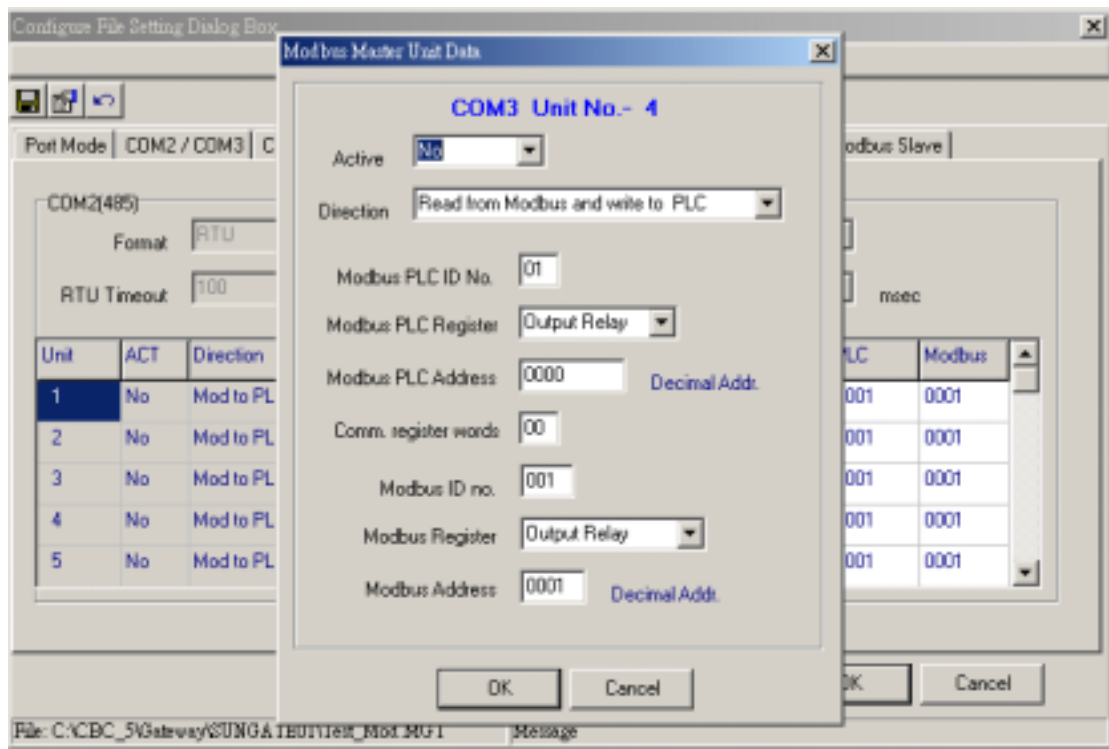 Configure File Setting Dialog Box
Modbus Master Unit Data
COM3 Unit No.- 4
Port Mode COM2 / COM3 C
odbus Slave
Active No
COM2(485)
Direction Read from Modbus and write to PLC
Format RTU
Modbus PLC ID No. 01
RTU Timeout 100
msec
Modbus PLC Register Output Relay
Unit ACT Direction
LC Modbus
Modbus PLC Address 0000 Decimal Addr.
1 No Mod to PL
001 0001
Comm. register words 00
2 No Mod to PL
001 0001
3 No Mod to PL
001 0001
Modbus ID no. 001
4 No Mod to PL
001 0001
Modbus Register Output Relay
5 No Mod to PL
001 0001
Modbus Address 0001 Decimal Addr.
OK Cancel
OK Cancel
File: C:\CBC_5\Gateway\
Message